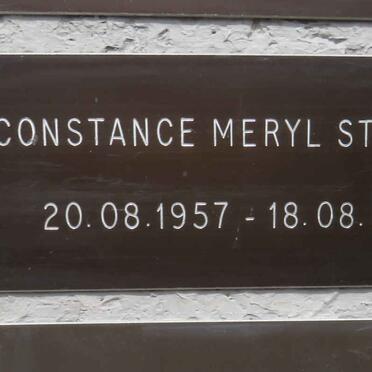 CONSTANCE MERYL ST
20.08.1957 - 18.08.